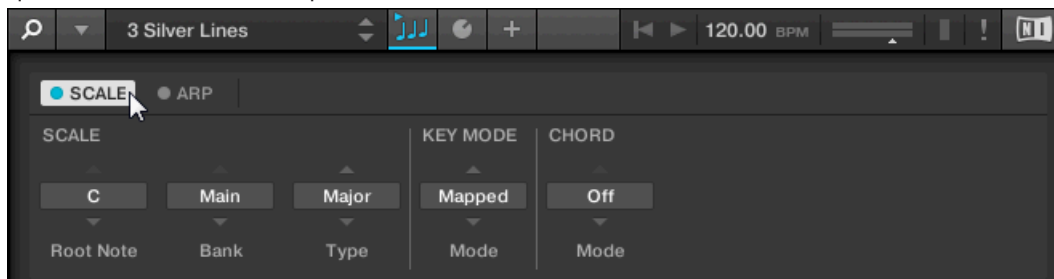 3 Silver Lines 120.00 BPM ! NI
SCALE ARP
SCALE KEY MODE CHORD
C Main Major Mapped Off
Root Note Bank Type Mode Mode